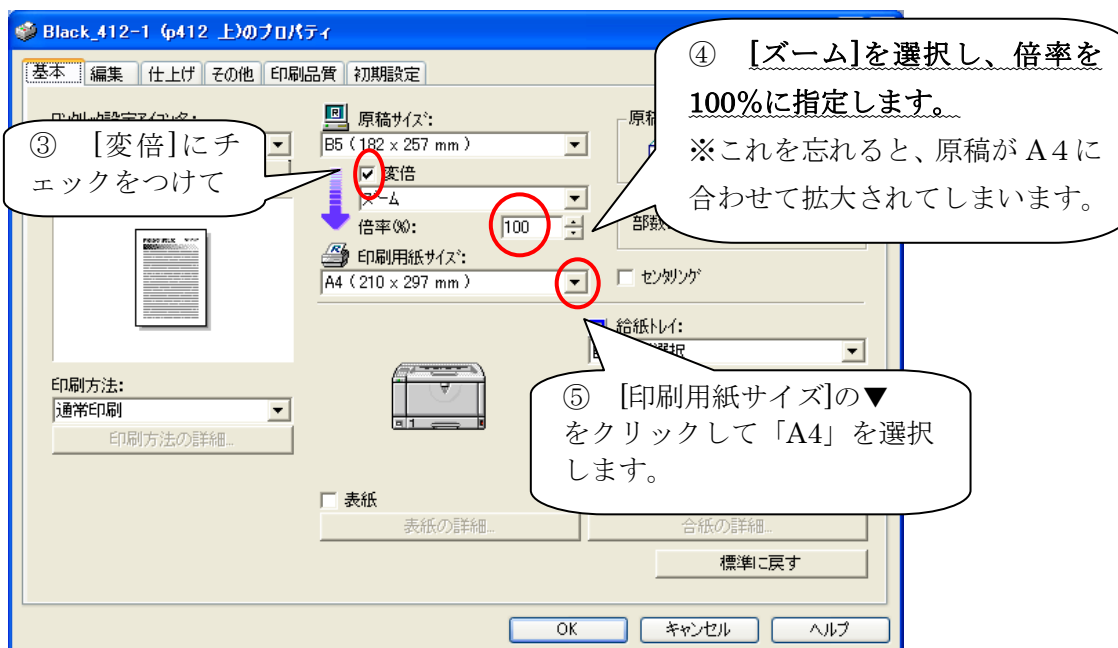 Black_412-1 (p412 上)のプロパティ
基本 編集 仕上げ その他 印刷品質 初期設定
③ [変倍]にチ
ェックをつけて
原稿サイズ:
B5 ( 182 x 257 mm )
変倍
ズーム
倍率(%): 100
印刷用紙サイズ:
A4 ( 210 x 297 mm )
④ [ズーム]を選択し、倍率を
100%に指定します。
※これを忘れると、原稿が A4 に
合わせて拡大されてしまいます。
部数
センタリング
給紙トレイ:
選択
⑤ [印刷用紙サイズ]の▼
をクリックして「A4」を選択
します。
印刷方法:
通常印刷
印刷方法の詳細...
表紙
表紙の詳細...
合紙の詳細...
標準に戻す
OK キャンセル ヘルプ